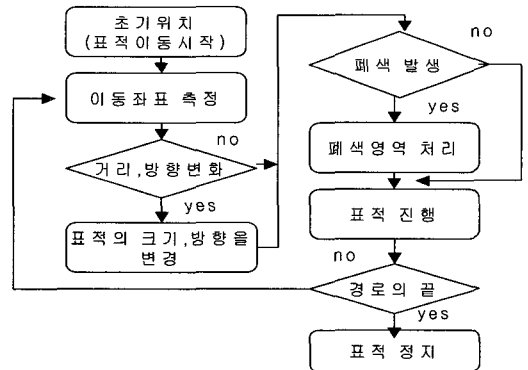 초기위치
(표적이동시작)
이동좌표 측정
no
거리,방향변화
yes
표적의 크기,방향을
변경
no
폐색 발생
yes
폐색영역 처리
표적 진행
no
경로의 끝
yes
표적 정지